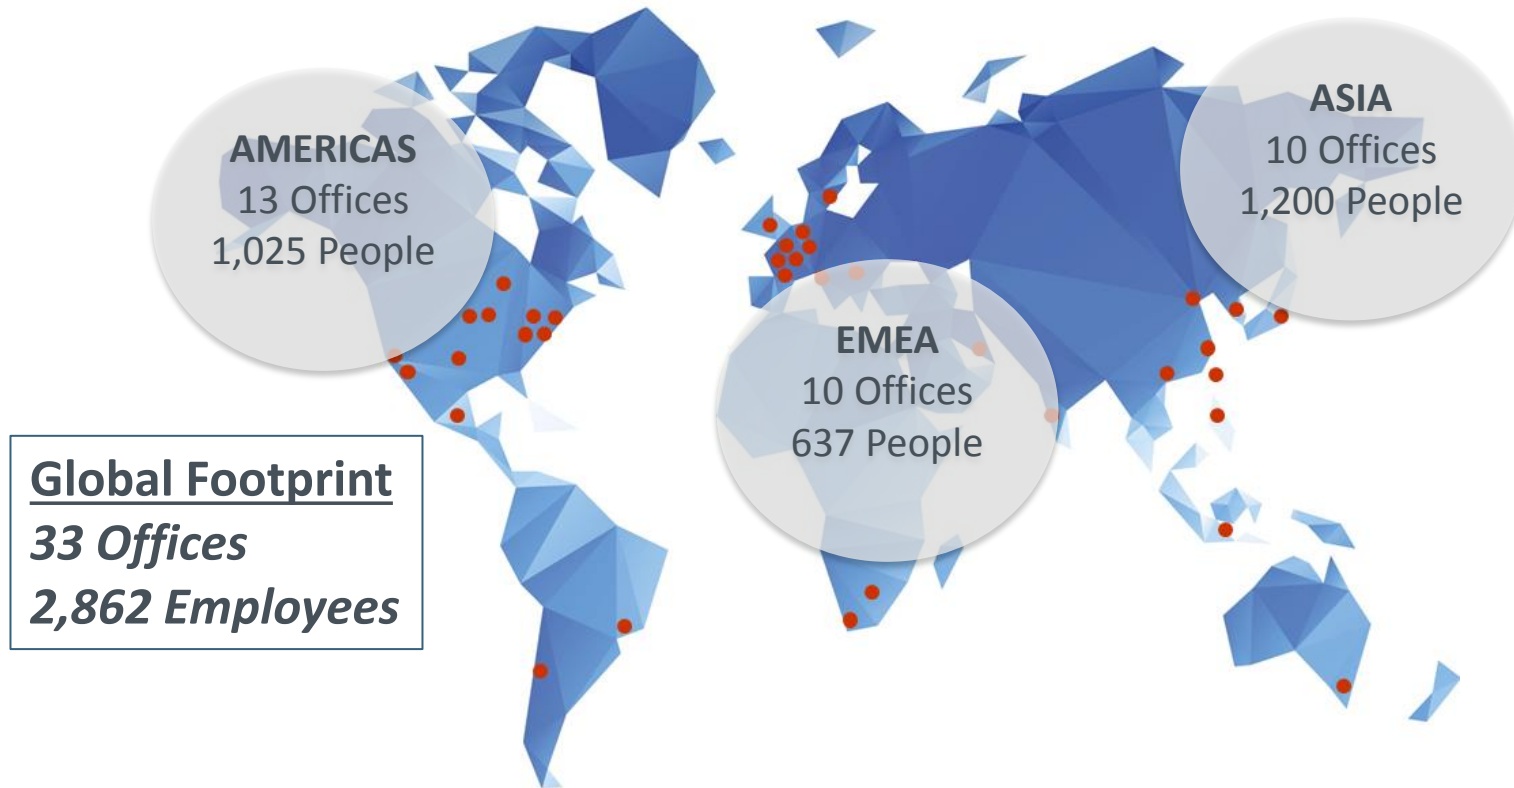 AMERICAS
13 Offices
1,025 People
ASIA
10 Offices
1,200 People
EMEA
10 Offices
637 People
Global Footprint
33 Offices
2,862 Employees